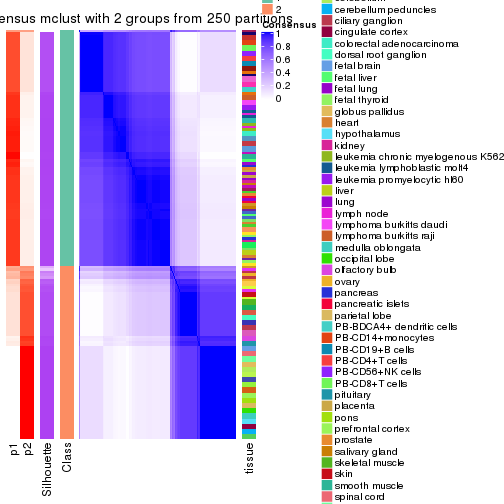 ensus mclust with 2 groups from 250 partitions
2
Consensus
1
0.8
0.6
0.4
0.2
0
cerebellum peduncles
ciliary ganglion
cingulate cortex
colorectal adenocarcinoma
dorsal root ganglion
fetal brain
fetal liver
fetal lung
fetal thyroid
globus pallidus
heart
hypothalamus
kidney
leukemia chronic myelogenous K562
leukemia lymphoblastic molt4
leukemia promyelocytic hl60
liver
lung
lymph node
lymphoma burkitts daudi
lymphoma burkitts raji
medulla oblongata
occipital lobe
olfactory bulb
ovary
pancreas
pancreatic islets
parietal lobe
PB-BDCA4+ dendritic cells
PB-CD14+monocytes
PB-CD19+B cells
PB-CD4+T cells
PB-CD56+NK cells
PB-CD8+T cells
pituitary
placenta
pons
prefrontal cortex
prostate
salivary gland
skeletal muscle
skin
smooth muscle
spinal cord
p1
p2
Silhouette
Class
tissue